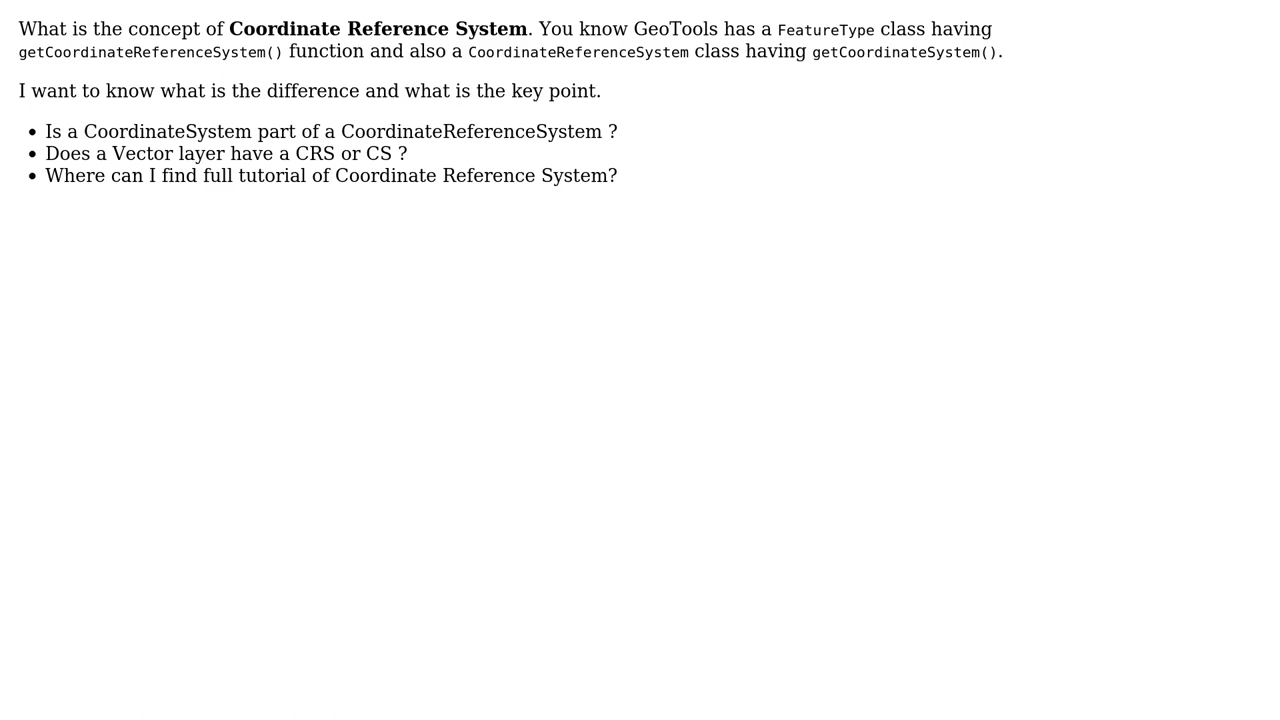 What is the concept of Coordinate Reference System. You know GeoTools has a FeatureType class having
getCoordinateReferenceSystem() function and also a CoordinateReferenceSystem class having getCoordinateSystem().
I want to know what is the difference and what is the key point.
• Is a CoordinateSystem part of a CoordinateReferenceSystem ?
• Does a Vector layer have a CRS or CS ?
• Where can I find full tutorial of Coordinate Reference System?